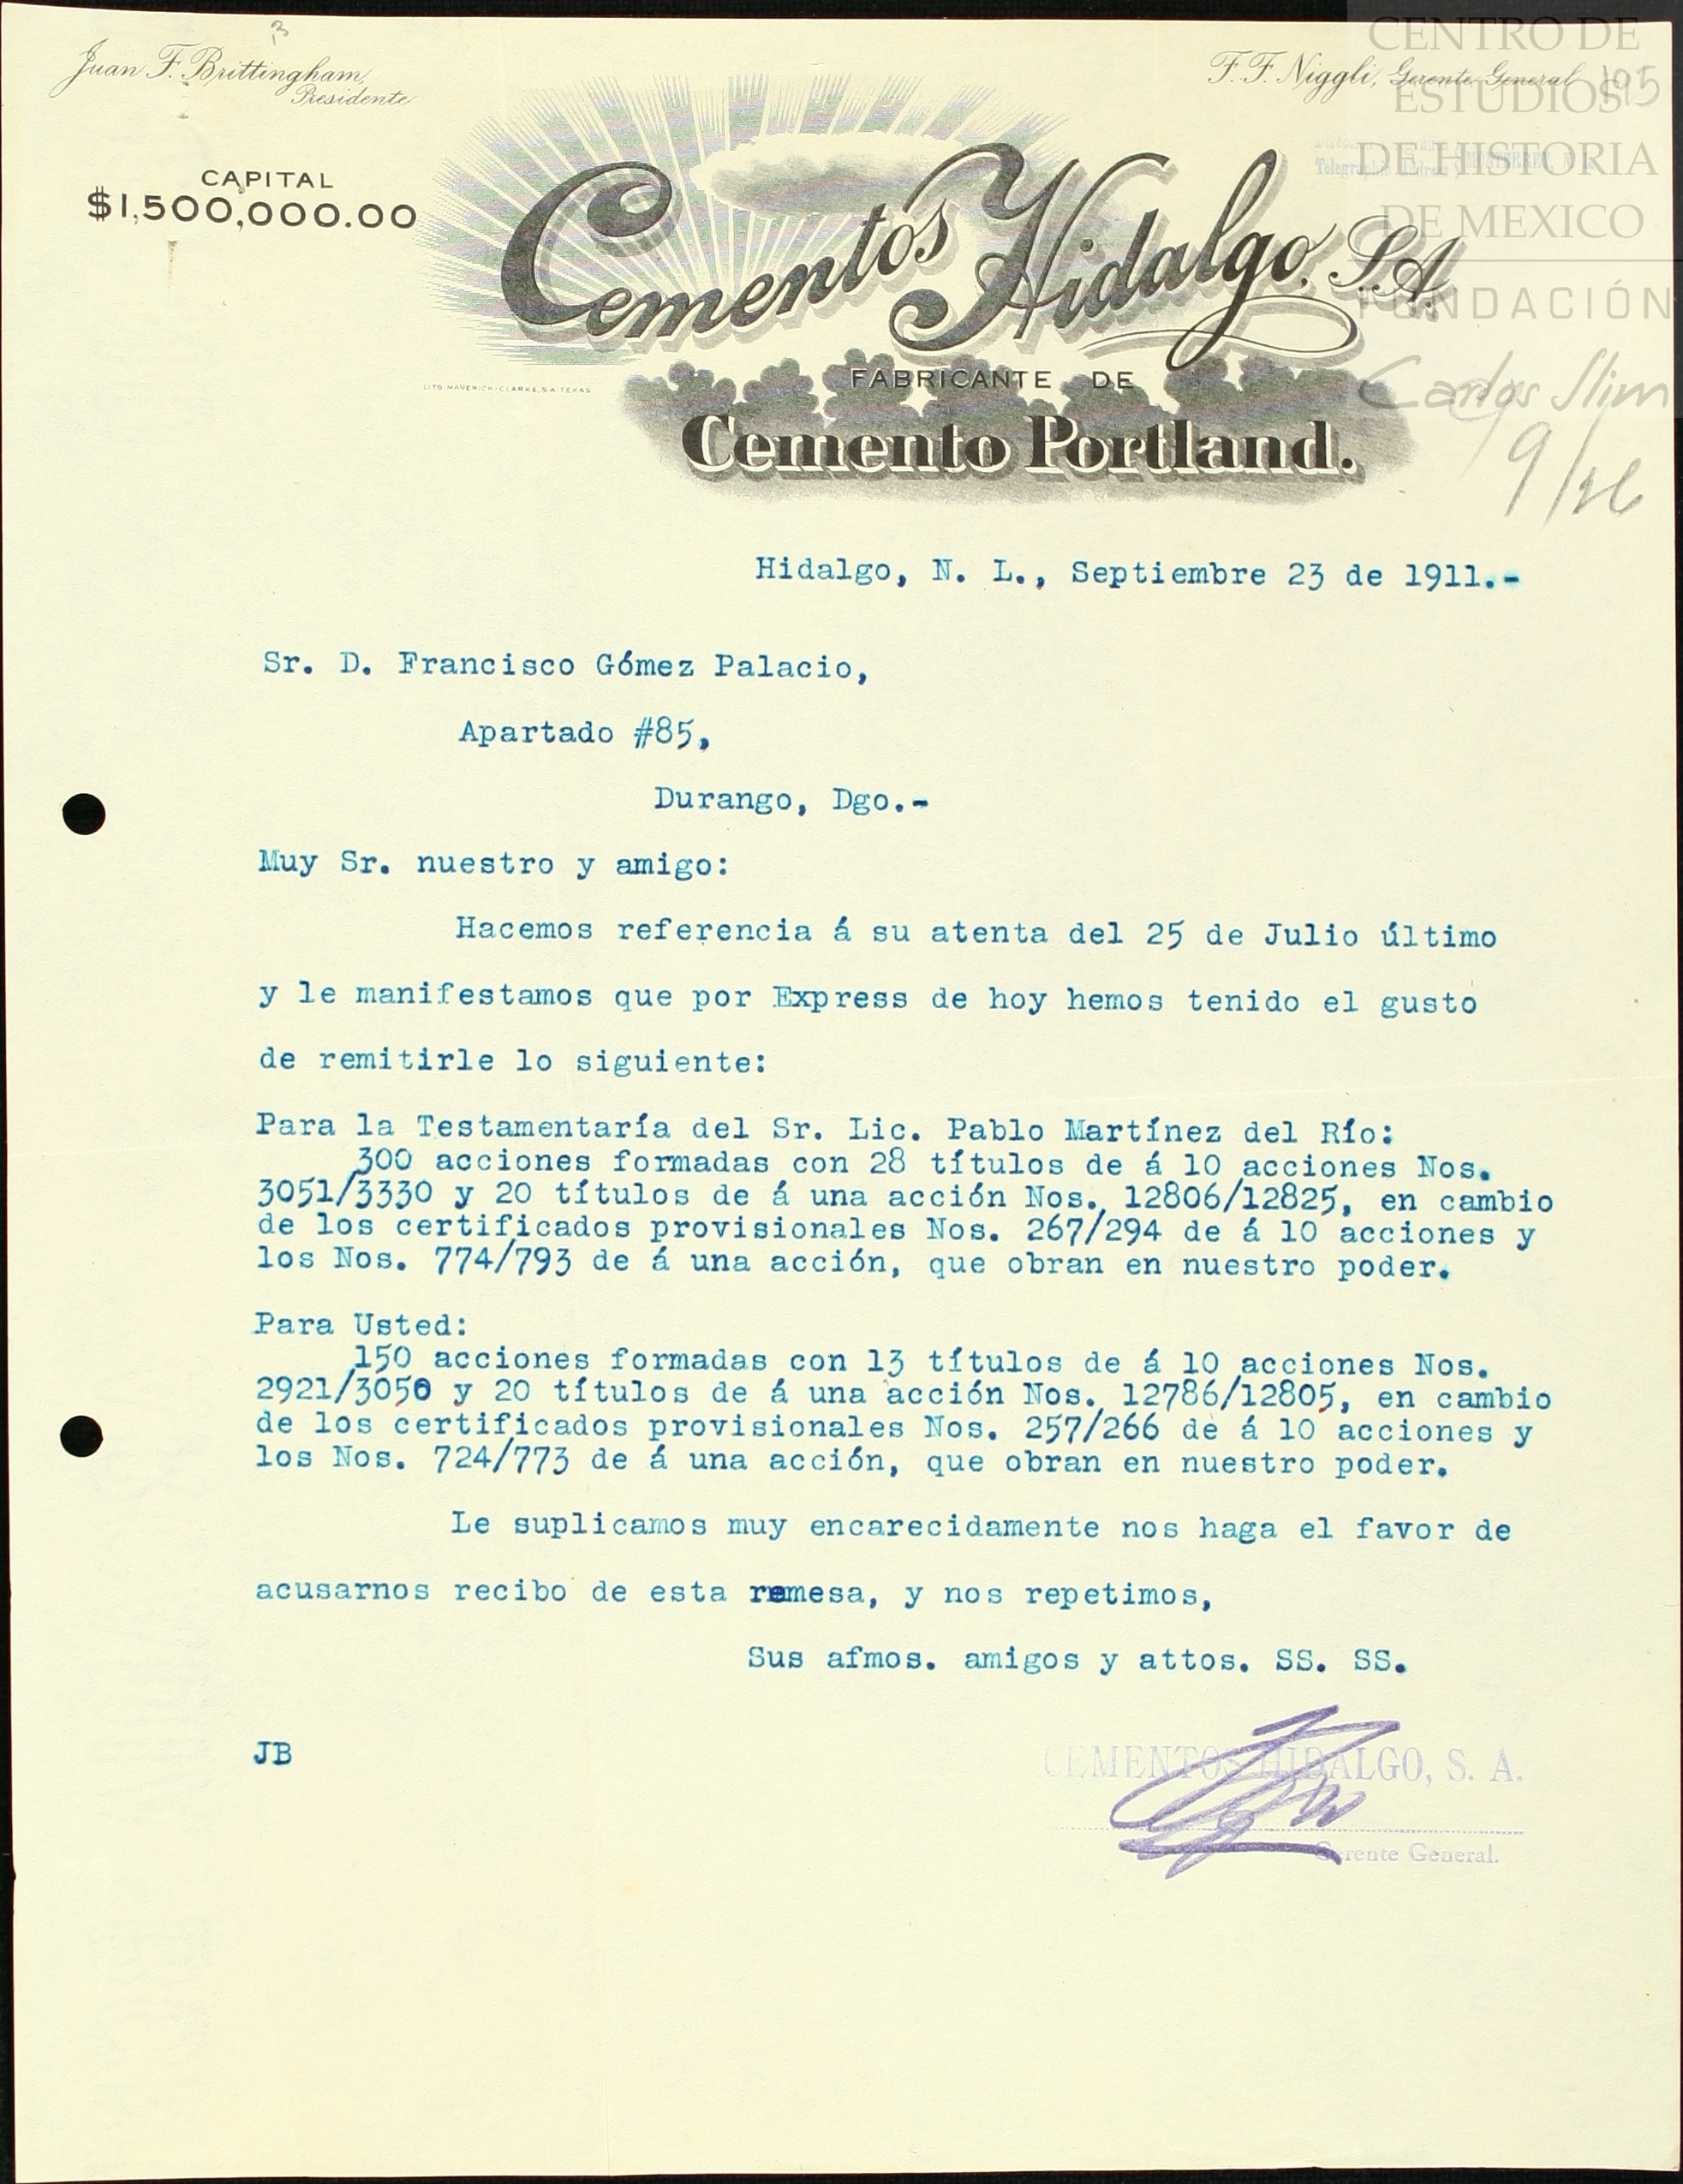 Juan F. Brittingham,
Presidente
F. F. Niggli, Gerente General
195
CAPITAL
$1,500,000.00
Cementos Hidalgo, S.A.
FABRICANTE DE
Cemento Portland.
LITO MAVERICK-CLARKE, S.A. TEXAS
CENTRO DE
ESTUDIOS
DE HISTORIA
DE MEXICO
FUNDACIÓN
Carlos Slim
Hidalgo, N. L., Septiembre 23 de 1911.-
Sr. D. Francisco Gómez Palacio,
Apartado #85,
Durango, Dgo.-
Muy Sr. nuestro y amigo:
Hacemos referencia á su atenta del 25 de Julio último
y le manifestamos que por Express de hoy hemos tenido el gusto
de remitirle lo siguiente:
Para la Testamentaría del Sr. Lic. Pablo Martínez del Río:
300 acciones formadas con 28 títulos de á 10 acciones Nos.
3051/3330 y 20 títulos de á una acción Nos. 12806/12825, en cambio
de los certificados provisionales Nos. 267/294 de á 10 acciones y
los Nos. 774/793 de á una acción, que obran en nuestro poder.
Para Usted:
150 acciones formadas con 13 títulos de á 10 acciones Nos.
2921/3050 y 20 títulos de á una acción Nos. 12786/12805, en cambio
de los certificados provisionales Nos. 257/266 de á 10 acciones y
los Nos. 724/773 de á una acción, que obran en nuestro poder.
Le suplicamos muy encarecidamente nos haga el favor de
acusarnos recibo de esta remesa, y nos repetimos,
Sus afmos. amigos y attos. SS. SS.
JB
CEMENTOS HIDALGO, S. A.
Gerente General.